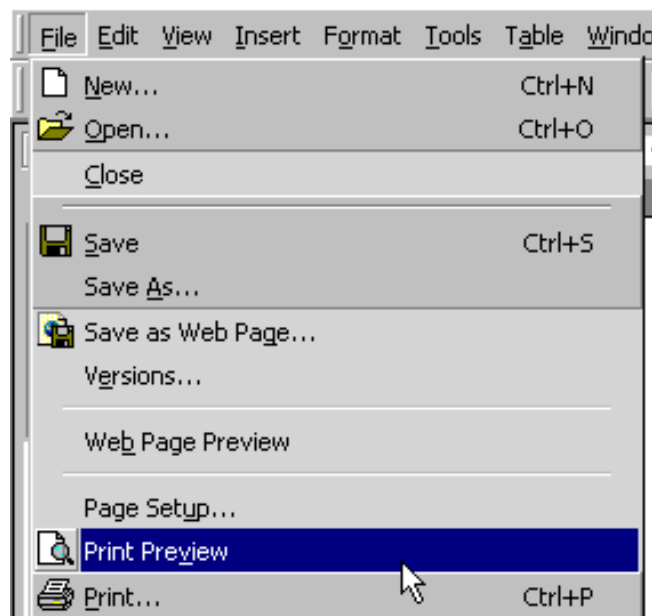 File Edit View Insert Format Tools Table Windo
New... Ctrl+N
Open... Ctrl+O
Close
Save Ctrl+S
Save As...
Save as Web Page...
Versions...
Web Page Preview
Page Setup...
Print Preview
Print... Ctrl+P